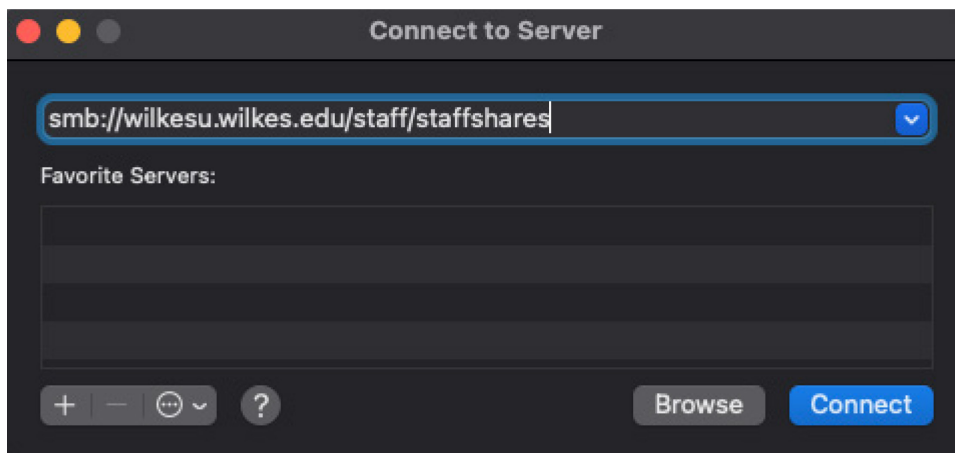 Connect to Server
smb://wilkesu.wilkes.edu/staff/staffshares
Favorite Servers:
+ − ? Browse Connect